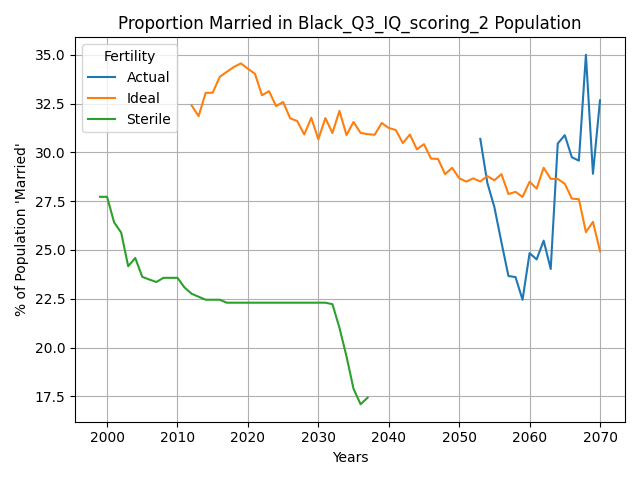 Proportion Married in Black_Q3_IQ_scoring_2 Population
Fertility
Actual
Ideal
Sterile
% of Population 'Married'
35.0
32.5
30.0
27.5
25.0
22.5
20.0
17.5
2000 2010 2020 2030 2040 2050 2060 2070
Years